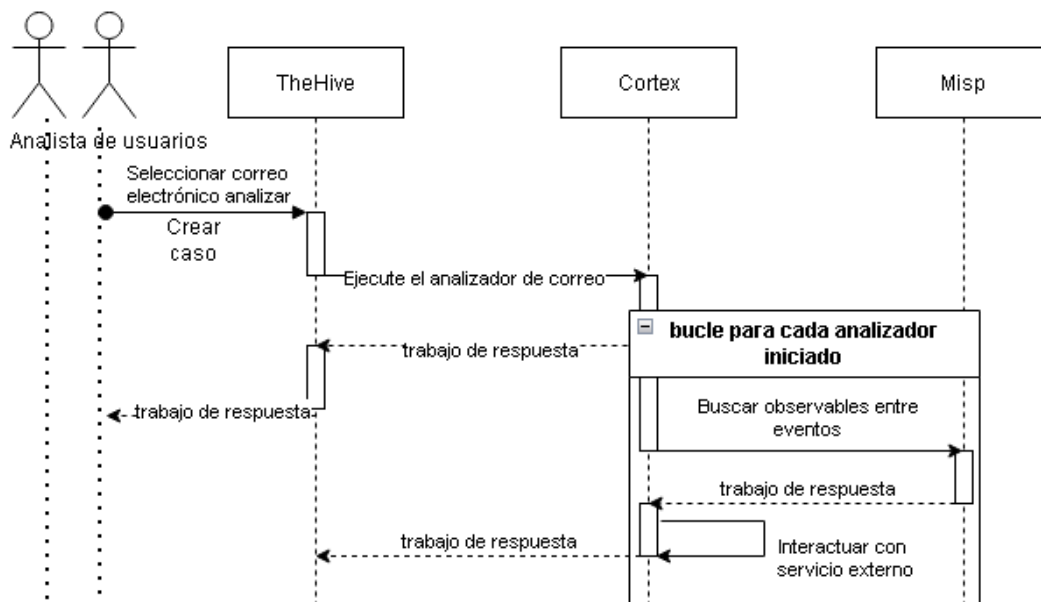 TheHive
Cortex
Misp
Analista de usuarios
Seleccionar correo
electrónico analizar
Crear
caso
Ejecute el analizador de correo
bucle para cada analizador
iniciado
trabajo de respuesta
trabajo de respuesta
Buscar observables entre
eventos
trabajo de respuesta
trabajo de respuesta
Interactuar con
servicio externo